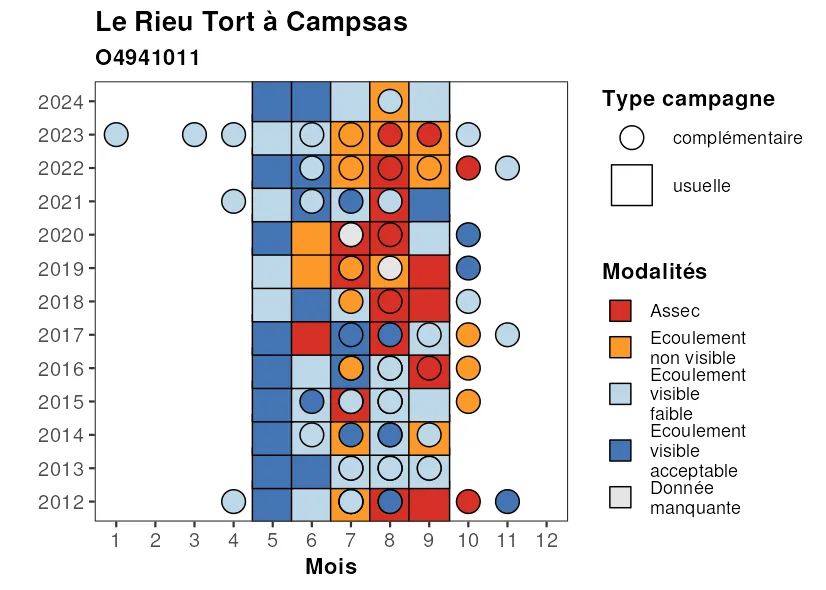 Le Rieu Tort à Campsas
O4941011
2024
2023
2022
2021
2020
2019
2018
2017
2016
2015
2014
2013
2012
1 2 3 4 5 6 7 8 9 10 11 12
Mois
Type campagne
complémentaire
usuelle
Modalités
Assec
Ecoulement
non visible
Ecoulement
visible
faible
Ecoulement
visible
acceptable
Donnée
manquante